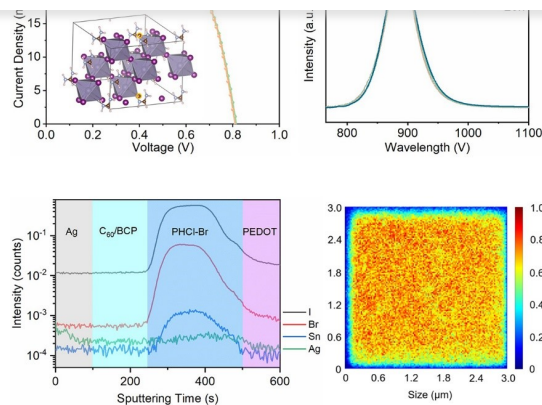 Current Density (m
15
10
5
0
0.0 0.2 0.4 0.6 0.8 1.0
Voltage (V)
Intensity (a.u.
800 900 1000 1100
Wavelength (V)
Intensity (counts)
10-1
10-2
10-3
10-4
Ag
C60/BCP
PHCl-Br
PEDOT
I
Br
Sn
Ag
0 200 400 600
Sputtering Time (s)
3.0
2.4
1.8
1.2
0.6
0
0 0.6 1.2 1.8 2.4 3.0
Size (μm)
1.0
0.8
0.6
0.4
0.2
0.0